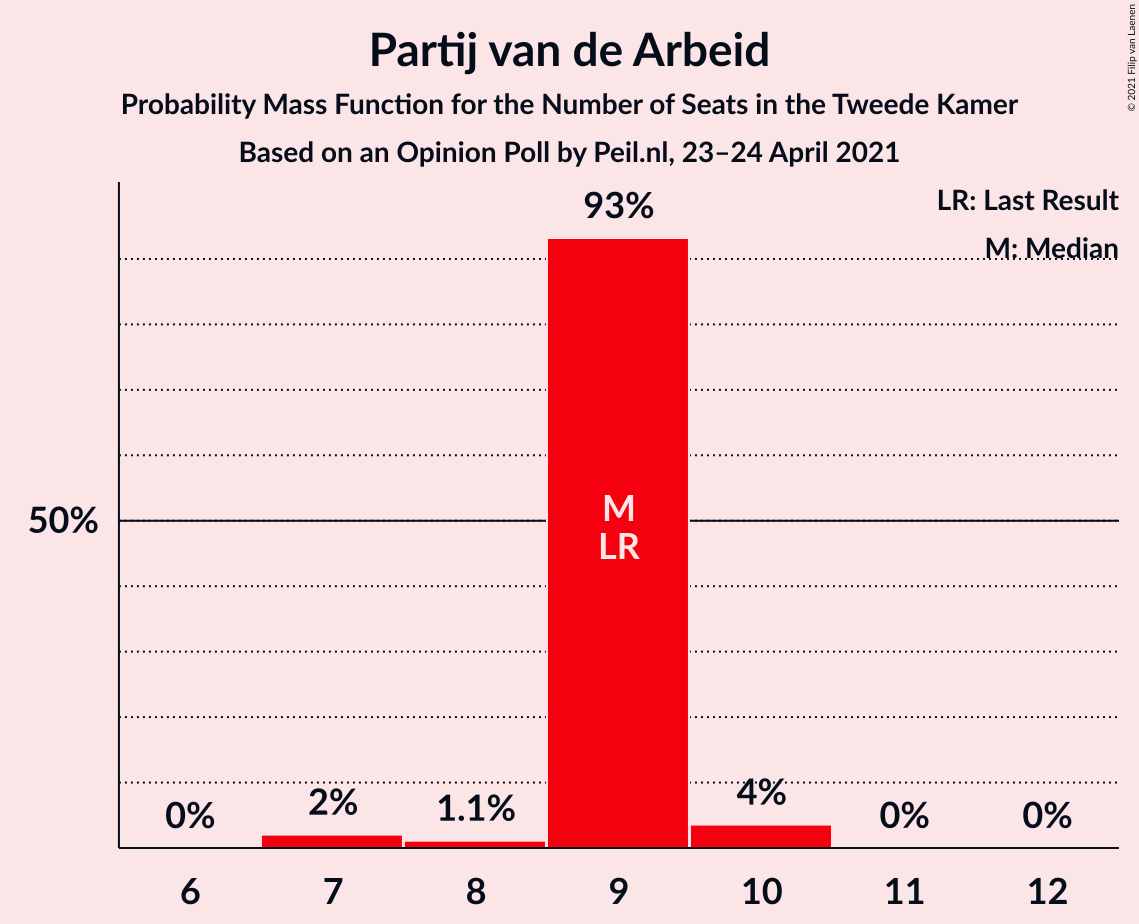 Partij van de Arbeid
Probability Mass Function for the Number of Seats in the Tweede Kamer
Based on an Opinion Poll by Peil.nl, 23–24 April 2021
© 2021 Filip van Laenen
LR: Last Result
M: Median
93%
50%
M
LR
0%
2%
1.1%
4%
0%
0%
6
7
8
9
10
11
12